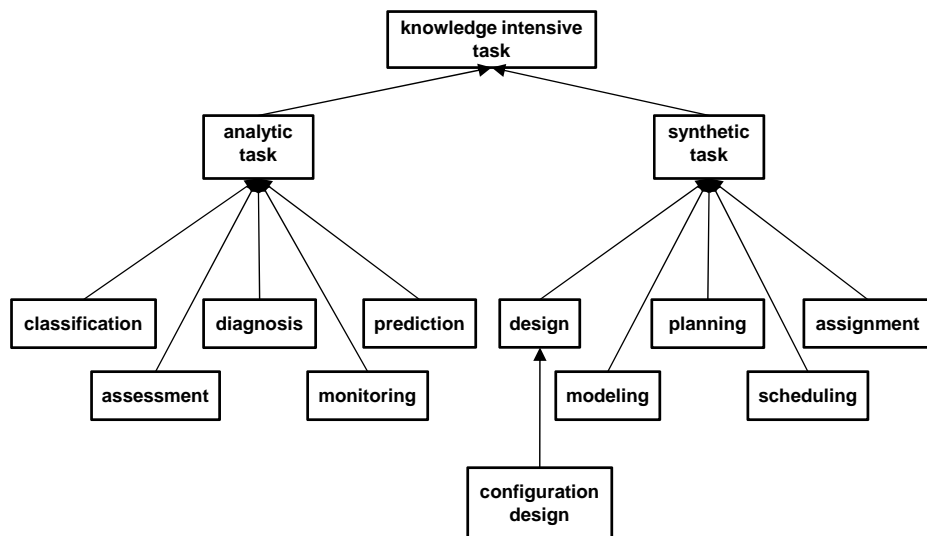 knowledge intensive
task
analytic
task
synthetic
task
classification
diagnosis
prediction
design
planning
assignment
assessment
monitoring
modeling
scheduling
configuration
design